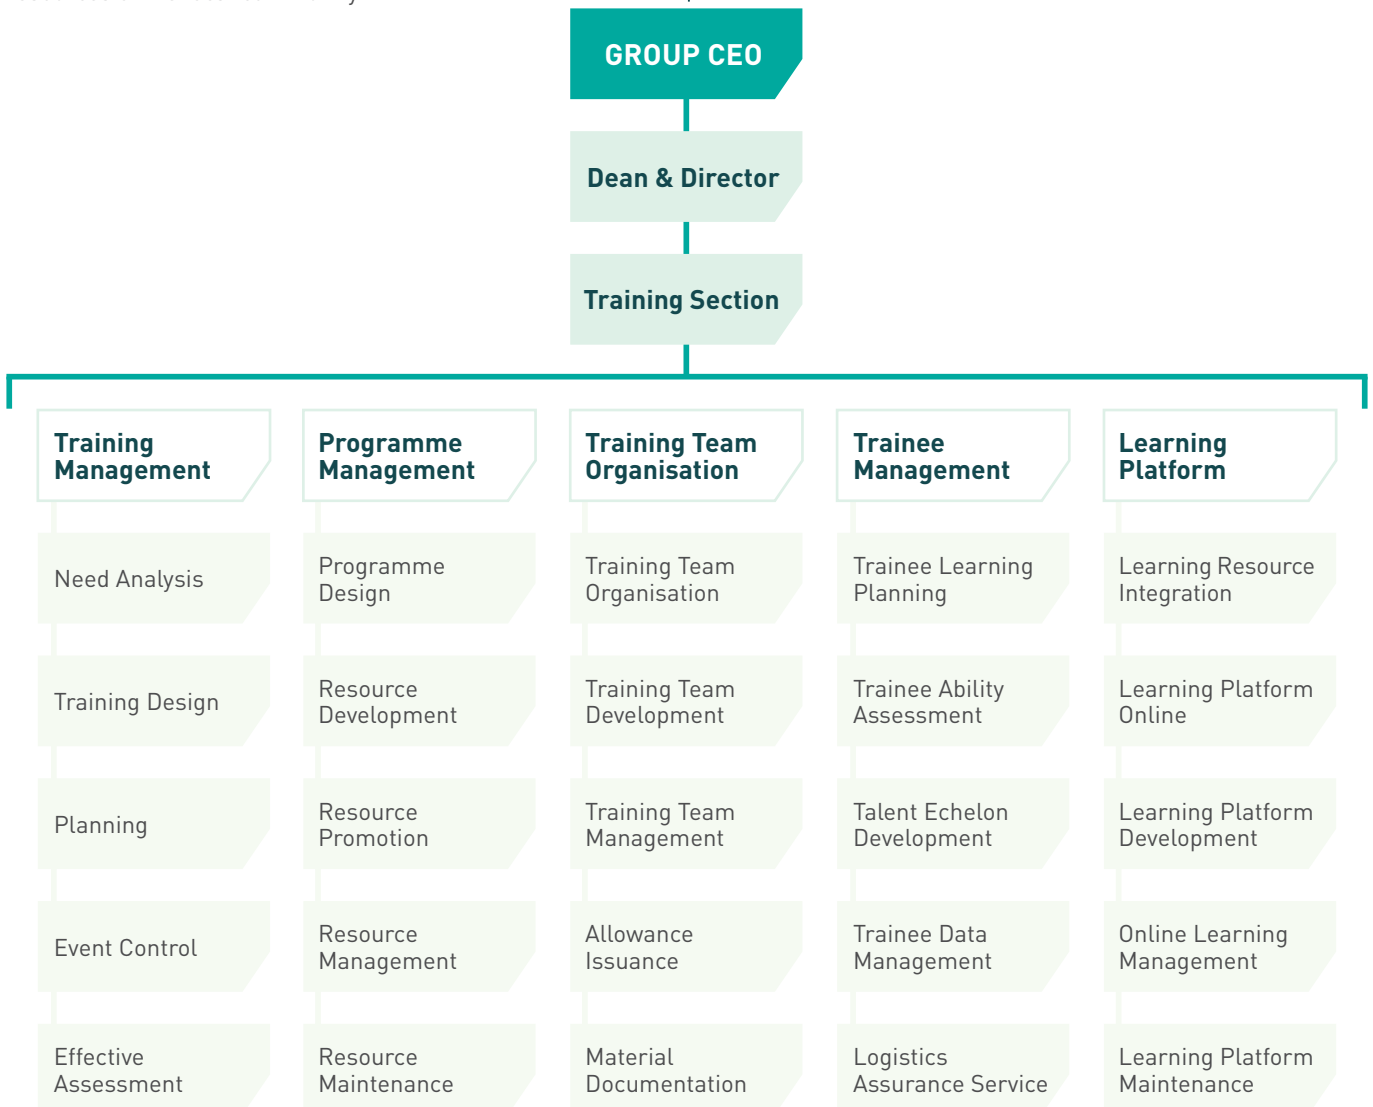 GROUP CEO
Dean & Director
Training Section
Training
Management
Need Analysis
Training Design
Planning
Event Control
Effective
Assessment
Programme
Management
Programme
Design
Resource
Development
Resource
Promotion
Resource
Management
Resource
Maintenance
Training Team
Organisation
Training Team
Organisation
Training Team
Development
Training Team
Management
Allowance
Issuance
Material
Documentation
Trainee
Management
Trainee Learning
Planning
Trainee Ability
Assessment
Talent Echelon
Development
Trainee Data
Management
Logistics
Assurance Service
Learning
Platform
Learning Resource
Integration
Learning Platform
Online
Learning Platform
Development
Online Learning
Management
Learning Platform
Maintenance